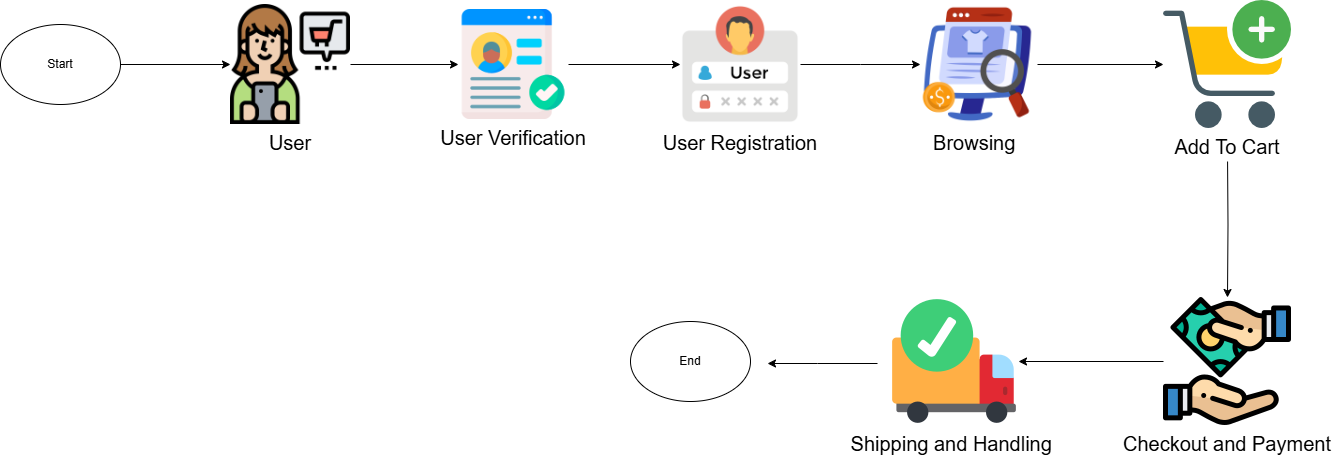 Start
User
User Verification
User
User Registration
Browsing
Add To Cart
End
Shipping and Handling
Checkout and Payment